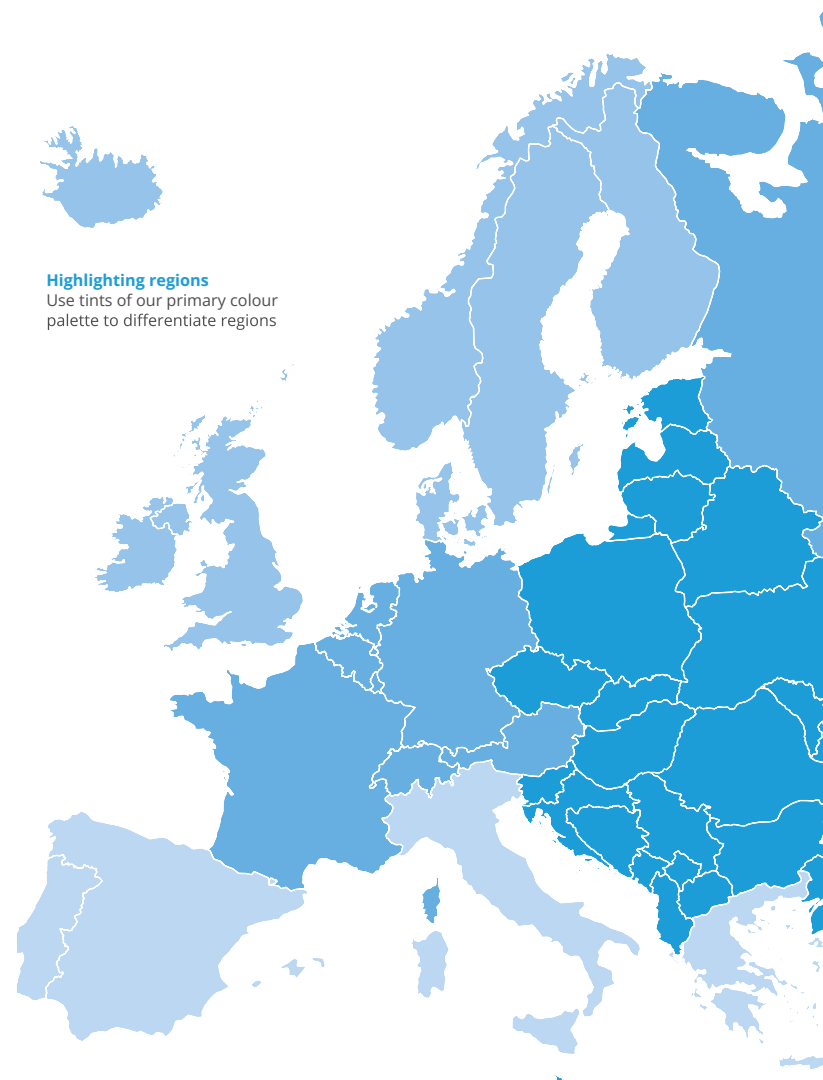 Highlighting regions
Use tints of our primary colour
palette to differentiate regions